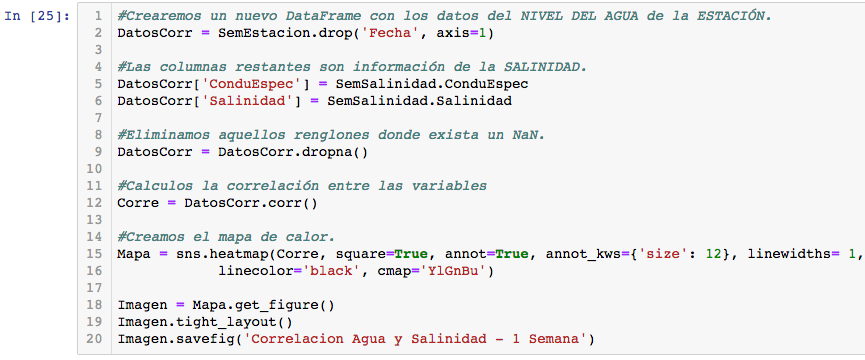 In [25]:
1 #Crearemos un nuevo DataFrame con los datos del NIVEL DEL AGUA de la ESTACIÓN.
2 DatosCorr = SemEstacion.drop('Fecha', axis=1)
3
4 #Las columnas restantes son información de la SALINIDAD.
5 DatosCorr['ConduEspec'] = SemSalinidad.ConduEspec
6 DatosCorr['Salinidad'] = SemSalinidad.Salinidad
7
8 #Eliminamos aquellos renglones donde exista un NaN.
9 DatosCorr = DatosCorr.dropna()
10
11 #Calculos la correlación entre las variables
12 Corre = DatosCorr.corr()
13
14 #Creamos el mapa de calor.
15 Mapa = sns.heatmap(Corre, square=True, annot=True, annot_kws={'size': 12}, linewidths= 1,
16             linecolor='black', cmap='YlGnBu')
17
18 Imagen = Mapa.get_figure()
19 Imagen.tight_layout()
20 Imagen.savefig('Correlacion Agua y Salinidad - 1 Semana')